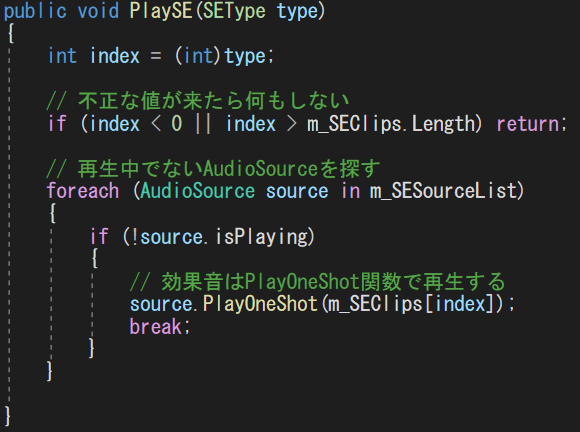 public void PlaySE(SEType type)
{
int index = (int)type;
// 不正な値が来たら何もしない
if (index < 0 || index > m_SEClips.Length) return;
// 再生中でないAudioSourceを探す
foreach (AudioSource source in m_SESourceList)
{
if (!source.isPlaying)
{
// 効果音はPlayOneShot関数で再生する
source.PlayOneShot(m_SEClips[index]);
break;
}
}
}